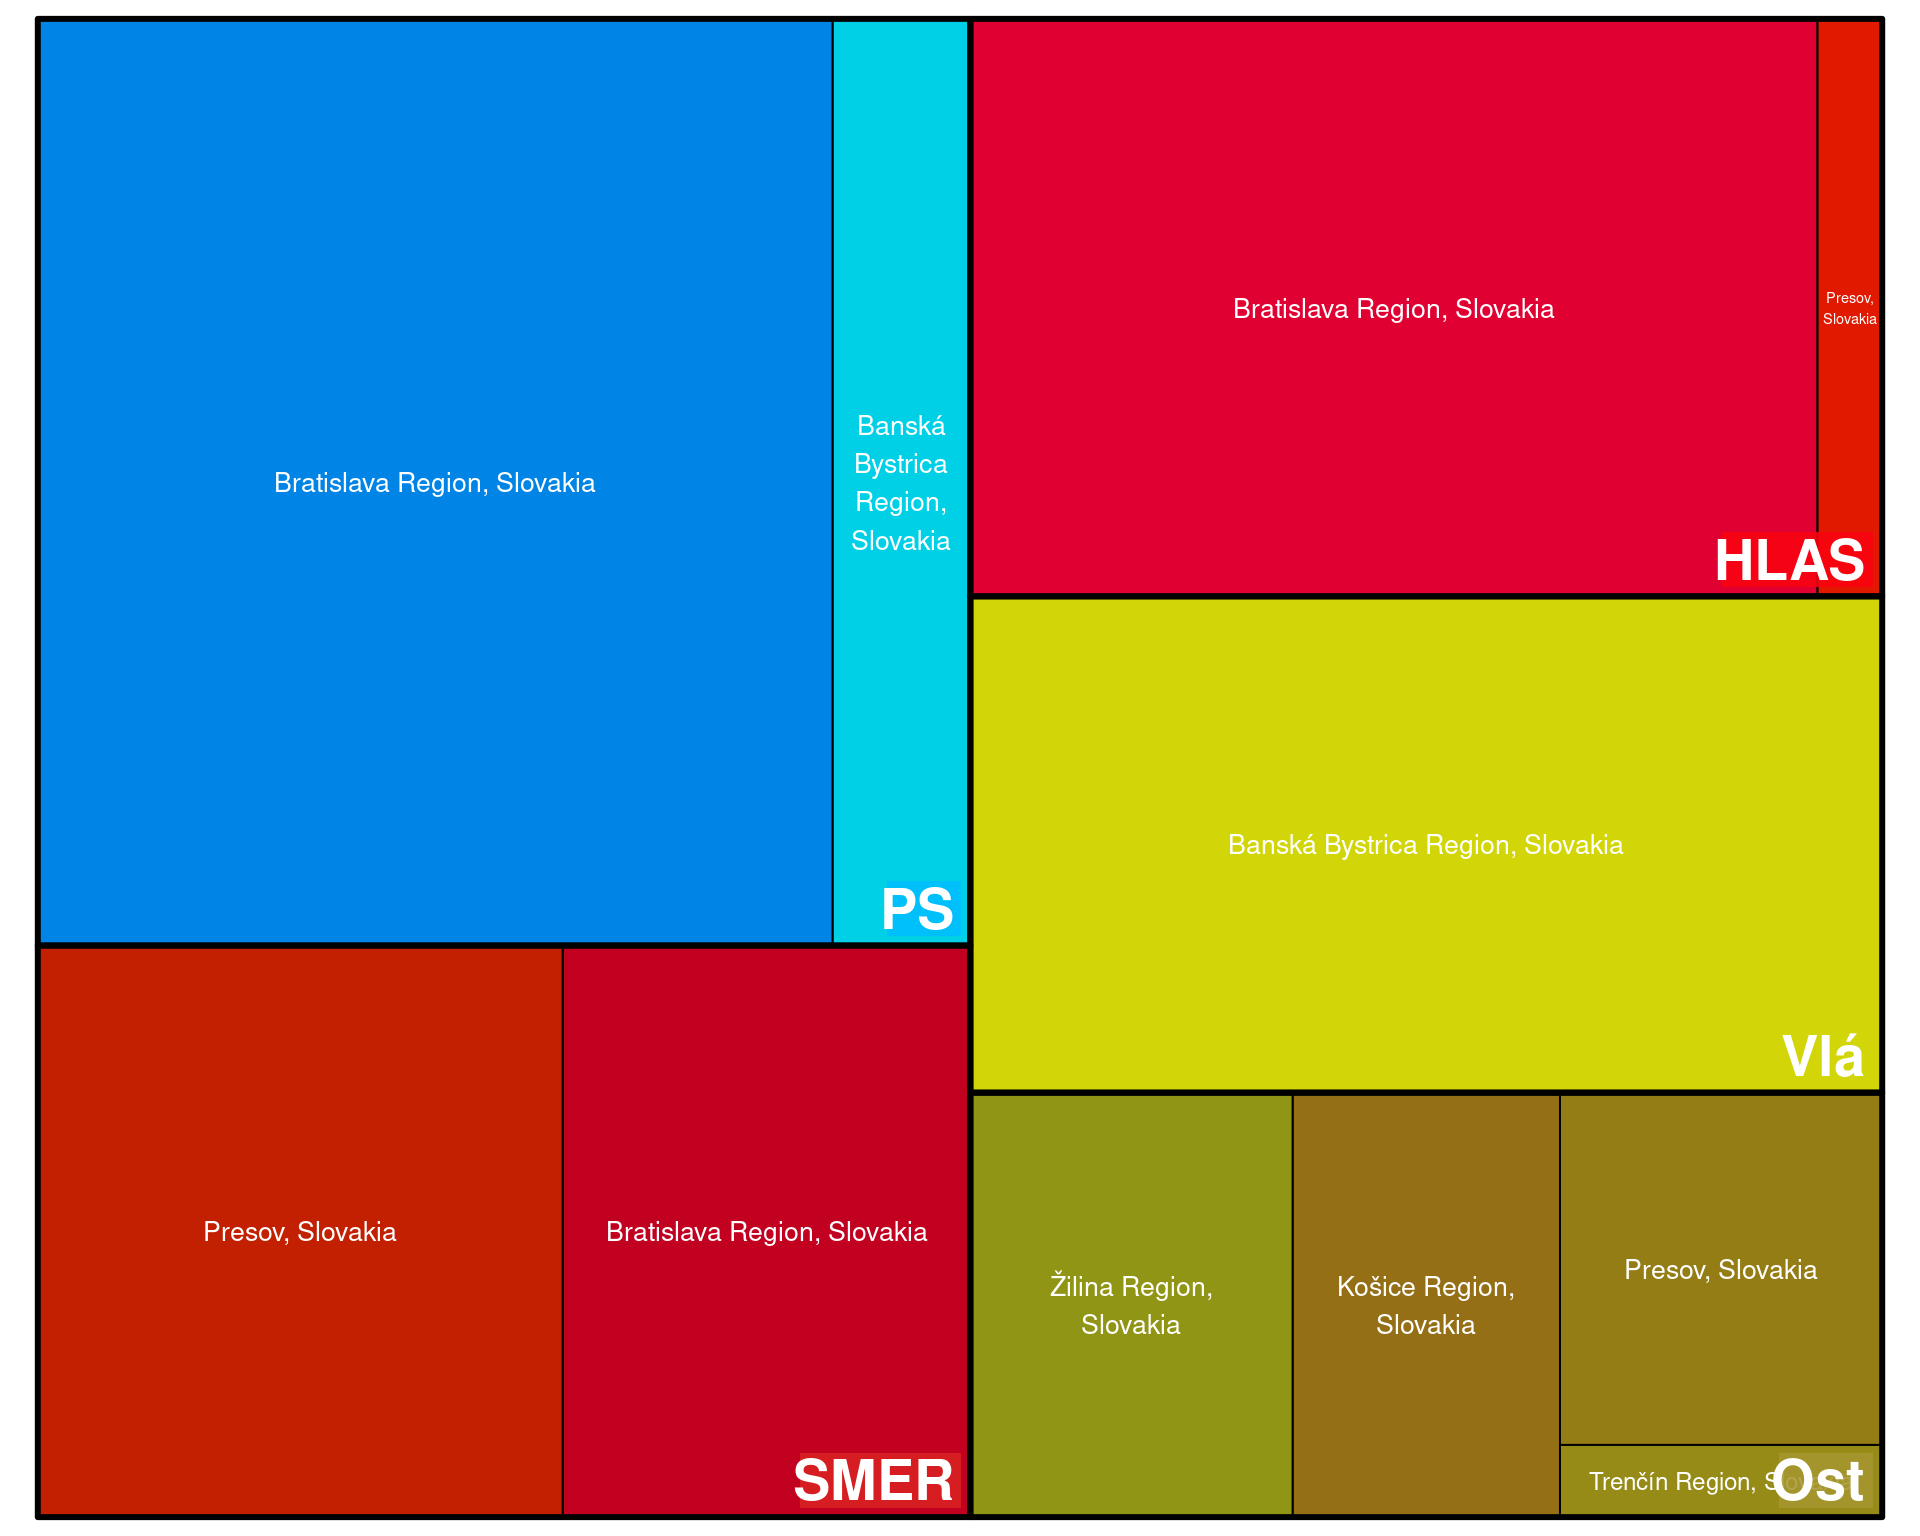 Bratislava Region, Slovakia
Banská
Bystrica
Region,
Slovakia
PS
Bratislava Region, Slovakia
Presov,
Slovakia
HLAS
Banská Bystrica Region, Slovakia
Vlá
Presov, Slovakia
Bratislava Region, Slovakia
SMER
Žilina Region,
Slovakia
Košice Region,
Slovakia
Presov, Slovakia
Trenčín Region,
Ost